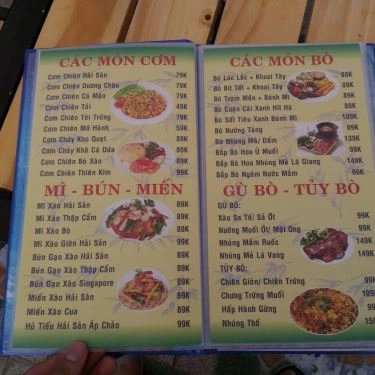 CÁC MÓN CƠM
Cơm Chiên Hải Sản 79K
Cơm Chiên Dương Châu 79K
Cơm Chiên Cá Mặn 79K
Cơm Chiên Tỏi 49K
Cơm Chiên Tỏi Trứng 79K
Cơm Chiên Mỡ Hành 59K
Cơm Cháy Kho Quẹt 89K
Cơm Cháy Khô Cá Dứa 89K
Cơm Chiên Bò Xào 89K
Cơm Chiên Thiên Kim 99K
MÌ - BÚN - MIẾN
Mì Xào Hải Sản 89K
Mì Xào Thập Cẩm 89K
Mì Xào Bò 89K
Mì Xào Giòn Hải Sản 89K
Bún Gạo Xào Hải Sản 89K
Bún Gạo Xào Thập Cẩm 89K
Bún Gạo Xào Singapore 89K
Miến Xào Hải Sản 89K
Miến Xào Cua 89K
Hủ Tiếu Hải Sản Áp Chảo 99K
CÁC MÓN BÒ
Bò Lúc Lắc + Khoai Tây 89K
Bò Bít Tết + Khoai Tây 89K
Bò Trùm Mền + Bánh Mì 89K
Bò Cuộn Cải Xanh Hỏa Hồ
Bò Sốt Tiêu Xanh Bánh Mì 109K
Bò Nướng Tảng 89K
Bò Nhúng Mẻ/ Dấm 139K
Bắp Bò Hoa Ủ Muối 99K
Bắp Bò Hoa Nhúng Mẻ Lá Giang 149K
Bắp Bò Ngâm Nước Mắm 89K
GÙ BÒ - TỦY BÒ
GÙ BÒ:
Xào Sa Tế/ Sả Ớt 99K
Nướng Muối Ớt/ Mật Ong 99K
Nhúng Mắm Ruốc 149K
Nhúng Mẻ Lá Vang 149K
TỦY BÒ:
Chiên Giòn/ Chiên Trứng 99K
Chưng Trứng Muối 99K
Hấp Hành Gừng 99K
Nhúng Thố